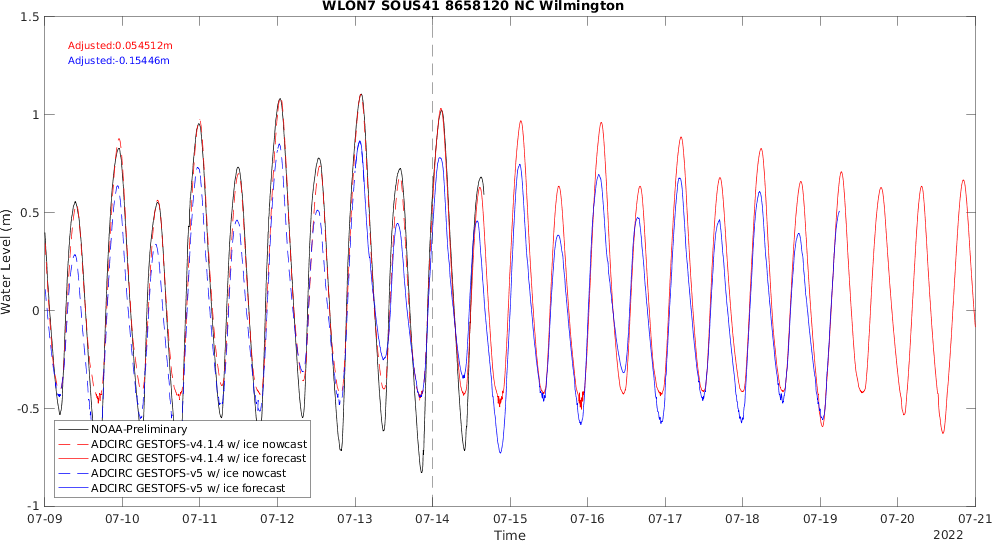 WLON7 SOUS41 8658120 NC Wilmington
1.5
1
0.5
0
-0.5
-1
Water Level (m)
Adjusted:0.054512m
Adjusted:-0.15446m
NOAA-Preliminary
ADCIRC GESTOFS-v4.1.4 w/ ice nowcast
ADCIRC GESTOFS-v4.1.4 w/ ice forecast
ADCIRC GESTOFS-v5 w/ ice nowcast
ADCIRC GESTOFS-v5 w/ ice forecast
07-09 07-10 07-11 07-12 07-13 07-14 07-15 07-16 07-17 07-18 07-19 07-20 07-21
Time
2022